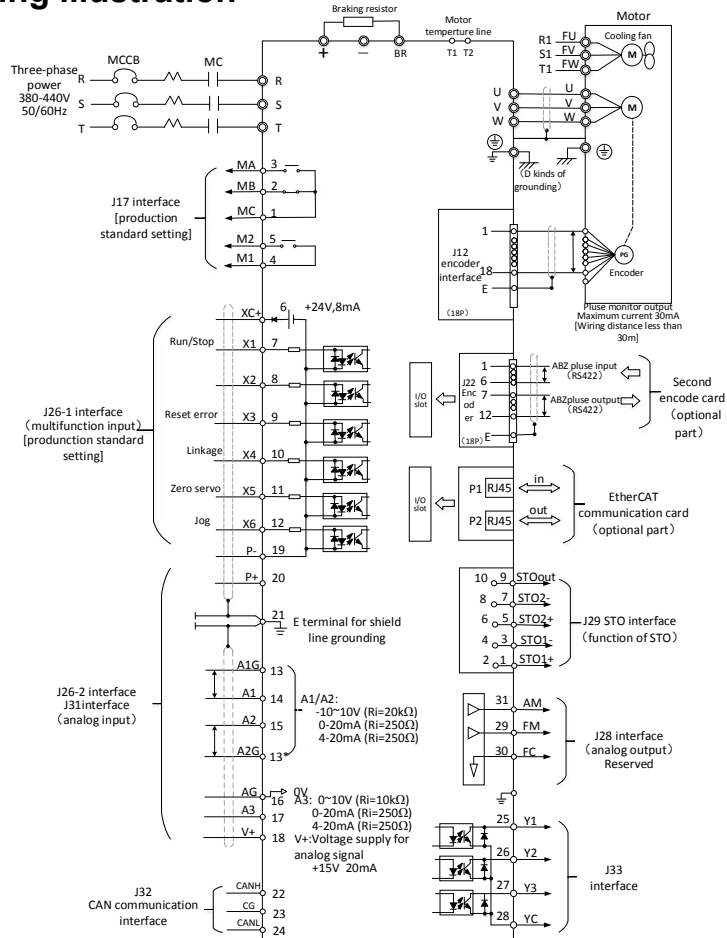 ing illustration
Braking resistor
Motor
temperture line
+
−
BR
T1 T2
Motor
Cooling fan
R1 FU
S1 FV
T1 FW
M
MCCB
MC
Three-phase
power
380-440V
50/60Hz
R
S
T
R
S
T
U
V
W
U
V
W
M
(D kinds of
grounding)
MA 3
MB 2
MC 1
M2 5
M1 4
J17 interface
[production
standard setting]
1
J12
encoder
interface
18
E
(18P)
PG
Encoder
Pluse monitor output
Maximum current 30mA
[Wiring distance less than
30m]
XC+ 6 +24V,8mA
Run/Stop X1 7
X2 8
Reset error X3 9
Linkage X4 10
Zero servo X5 11
Jog X6 12
P- 19
J26-1 interface
(multifunction input)
[produnction standard
setting]
I/O
slot
1
J22 6
Enc 7
od
er 12
(18P) E
ABZ pluse input
(RS422)
ABZpluse output
(RS422)
Second
encode card
(optional
part)
I/O
slot
P1 RJ45
P2 RJ45
in
out
EtherCAT
communication card
(optional part)
P+ 20
21
E terminal for shield
line grounding
A1G 13
A1 14
A2 15
A2G 13*
A1/A2:
-10~10V (Ri=20kΩ)
0-20mA (Ri=250Ω)
4-20mA (Ri=250Ω)
J26-2 interface
J31interface
(analog input)
AG 16
0V
A3 17
V+ 18
A3: 0~10V (Ri=10kΩ)
0-20mA (Ri=250Ω)
4-20mA (Ri=250Ω)
V+:Voltage supply for
analog signal
+15V 20mA
10 9 STOout
8 7 STO2-
6 5 STO2+
4 3 STO1-
2 1 STO1+
J29 STO interface
(function of STO)
31 AM
29 FM
30 FC
J28 interface
(analog output)
Reserved
25 Y1
26 Y2
27 Y3
28 YC
J33
interface
J32
CAN communication
interface
CANH 22
CG 23
CANL 24